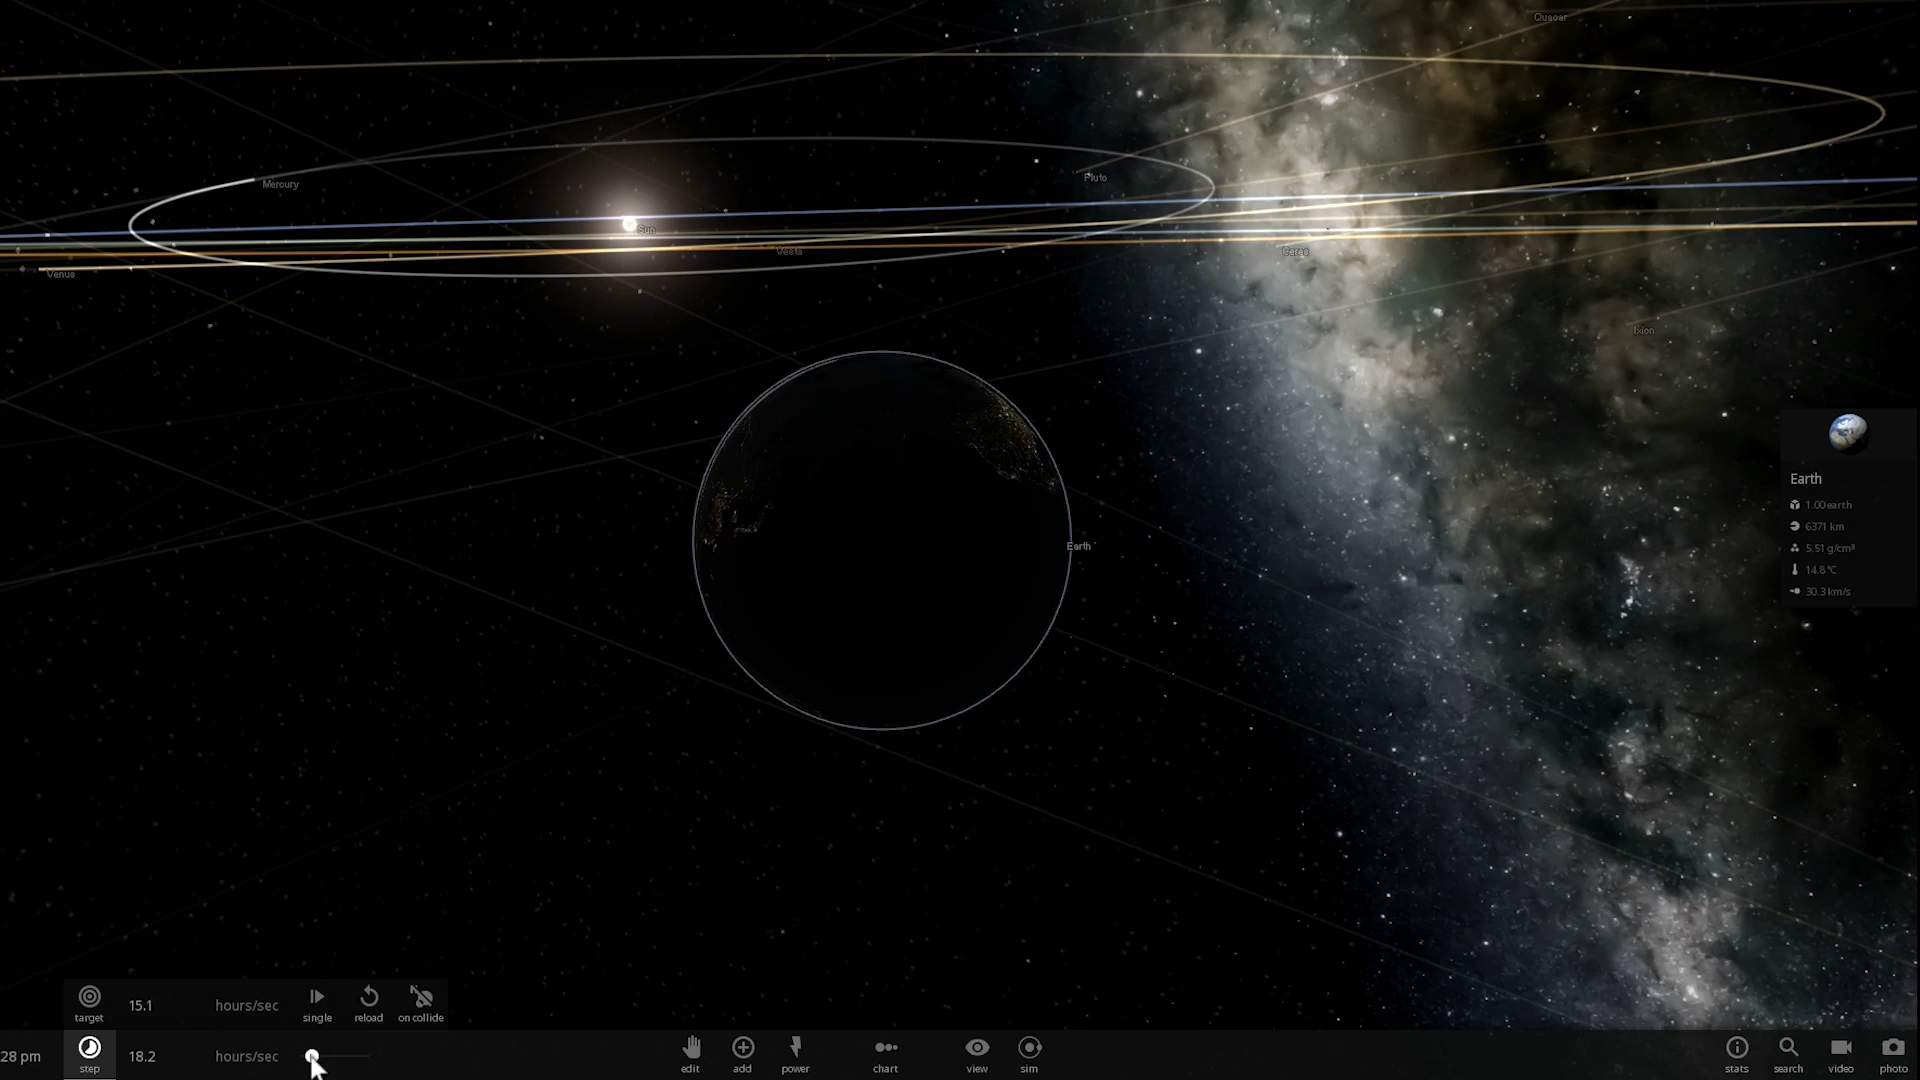 Quaoar
Pluto
Mercury
Sun
Vesta
Ceres
Venus
Ixion
Earth
Earth
1.00 earth
6371 km
5.51 g/cm³
14.8 °C
30.3 km/s
target
15.1
hours/sec
single
reload
on collide
28 pm
step
18.2
hours/sec
edit
add
power
chart
view
sim
stats
search
video
photo